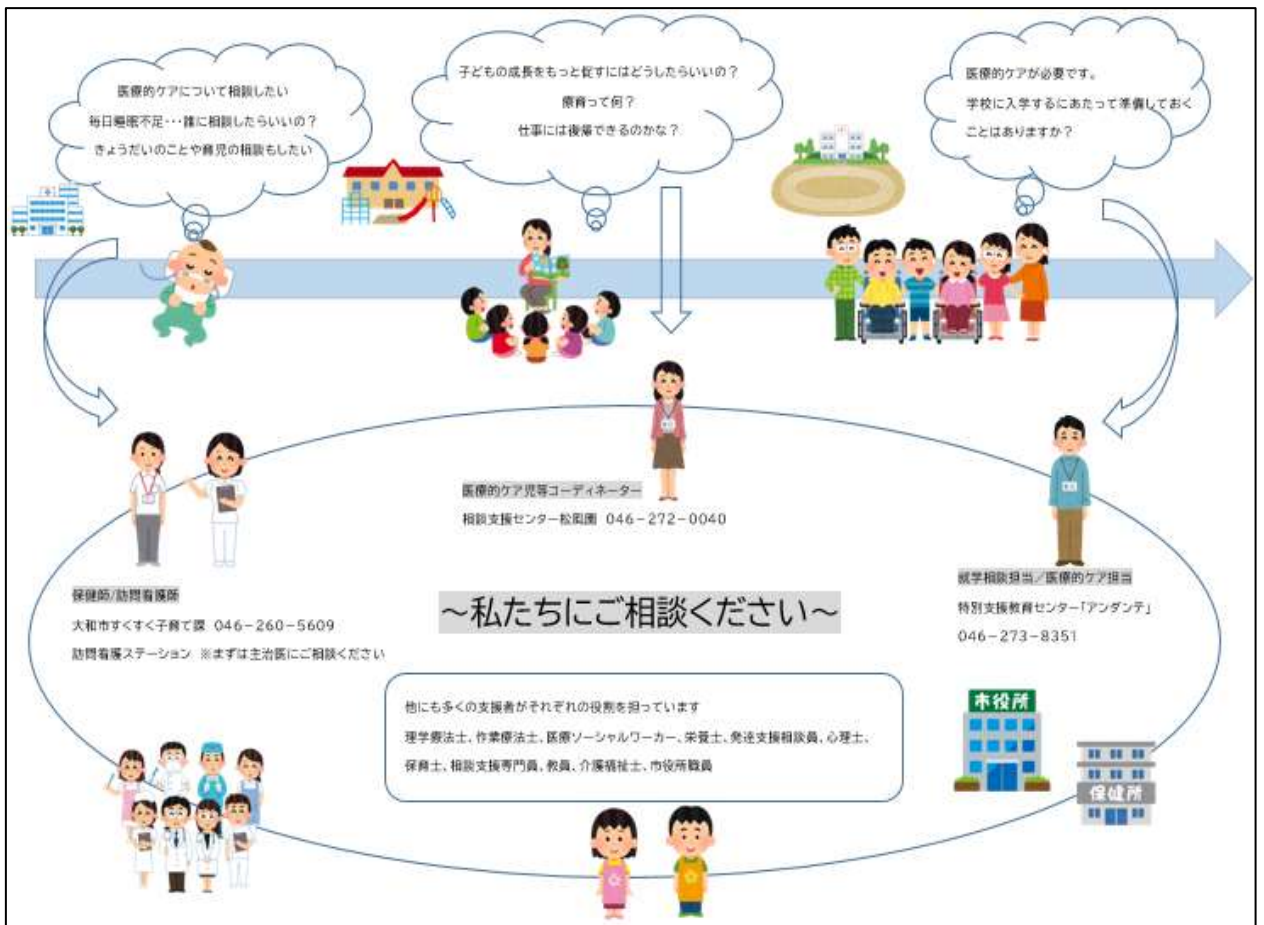 医療的ケアについて相談したい
毎日睡眠不足・・・誰に相談したらいいの？
きょうだいのことや育児の相談もしたい
子どもの成長をもっと促すにはどうしたらいいの？
療育って何？
仕事には復帰できるのかな？
医療的ケアが必要です。
学校に入学するにあたって準備しておく
ことはありますか？
医療的ケア児等コーディネーター
相談支援センター松風園 046-272-0040
保健師/訪問看護師
大和市すくすく子育て課 046-260-5609
訪問看護ステーション ※まずは主治医にご相談ください
就学相談担当／医療的ケア担当
特別支援教育センター「アンダンテ」
046-273-8351
～私たちにご相談ください～
他にも多くの支援者がそれぞれの役割を担っています
理学療法士、作業療法士、医療ソーシャルワーカー、栄養士、発達支援相談員、心理士、
保育士、相談支援専門員、教員、介護福祉士、市役所職員
市役所
保健所